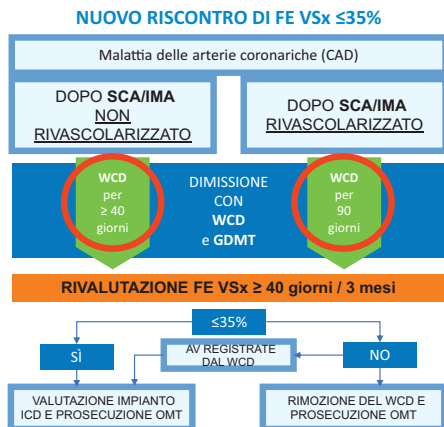 NUOVO RISCONTRO DI FE VSx ≤35%
Malattia delle arterie coronariche (CAD)
DOPO SCA/IMA
NON
RIVASCOLARIZZATO
DOPO SCA/IMA
RIVASCOLARIZZATO
WCD
per
≥ 40
giorni
DIMISSIONE
CON
WCD
e GDMT
WCD
per
90
giorni
RIVALUTAZIONE FE VSx ≥ 40 giorni / 3 mesi
≤35%
SÌ
AV REGISTRATE
DAL WCD
NO
VALUTAZIONE IMPIANTO
ICD E PROSECUZIONE OMT
RIMOZIONE DEL WCD E
PROSECUZIONE OMT